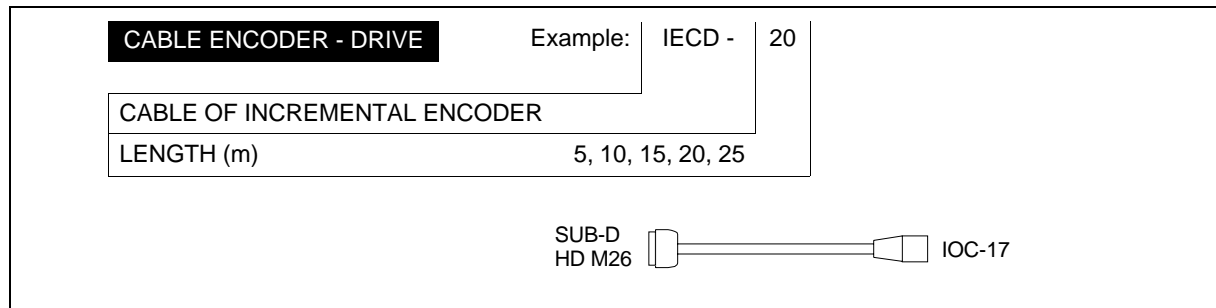 CABLE ENCODER - DRIVE Example: IECD - 20
CABLE OF INCREMENTAL ENCODER
LENGTH (m) 5, 10, 15, 20, 25
SUB-D
HD M26
IOC-17